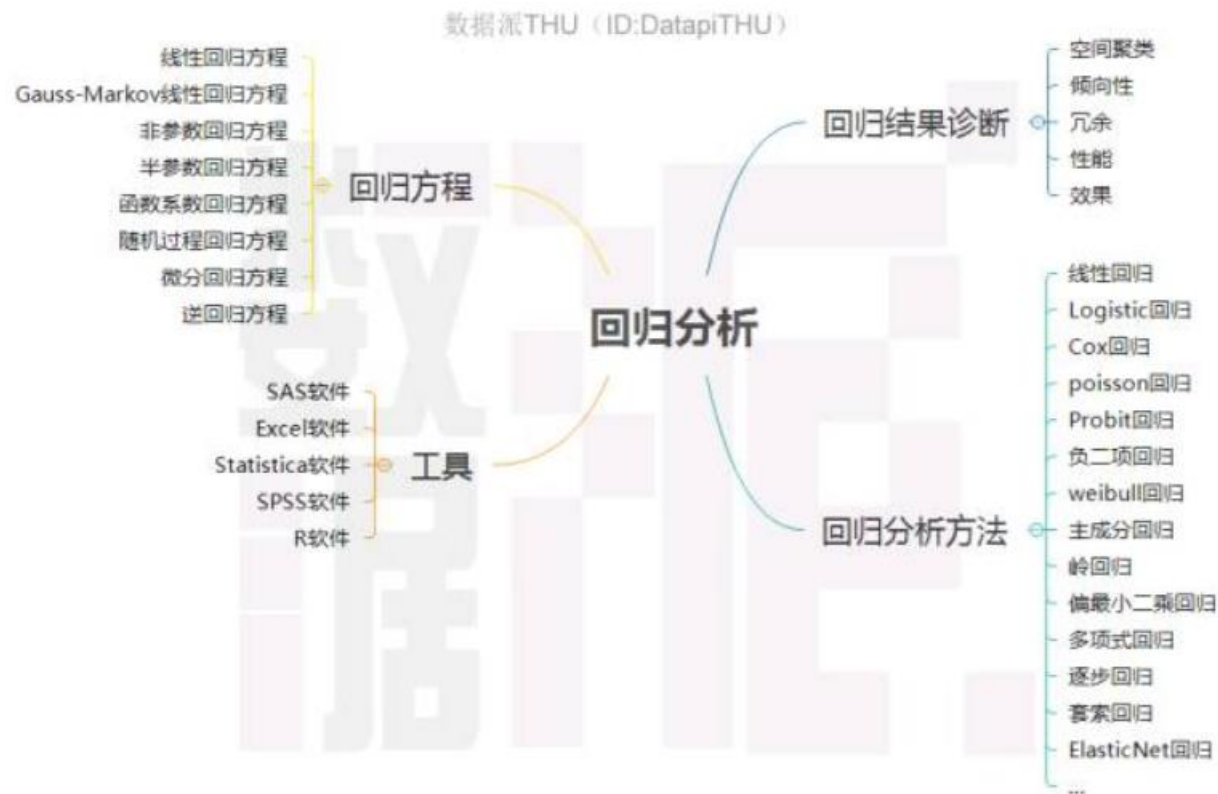 数据派THU（ID:DatapiTHU）
回归分析
回归方程
线性回归方程
Gauss-Markov线性回归方程
非参数回归方程
半参数回归方程
函数系数回归方程
随机过程回归方程
微分回归方程
逆回归方程
工具
SAS软件
Excel软件
Statistica软件
SPSS软件
R软件
回归结果诊断
空间聚类
倾向性
冗余
性能
效果
回归分析方法
线性回归
Logistic回归
Cox回归
poisson回归
Probit回归
负二项回归
weibull回归
主成分回归
岭回归
偏最小二乘回归
多项式回归
逐步回归
套索回归
ElasticNet回归
...
数据派